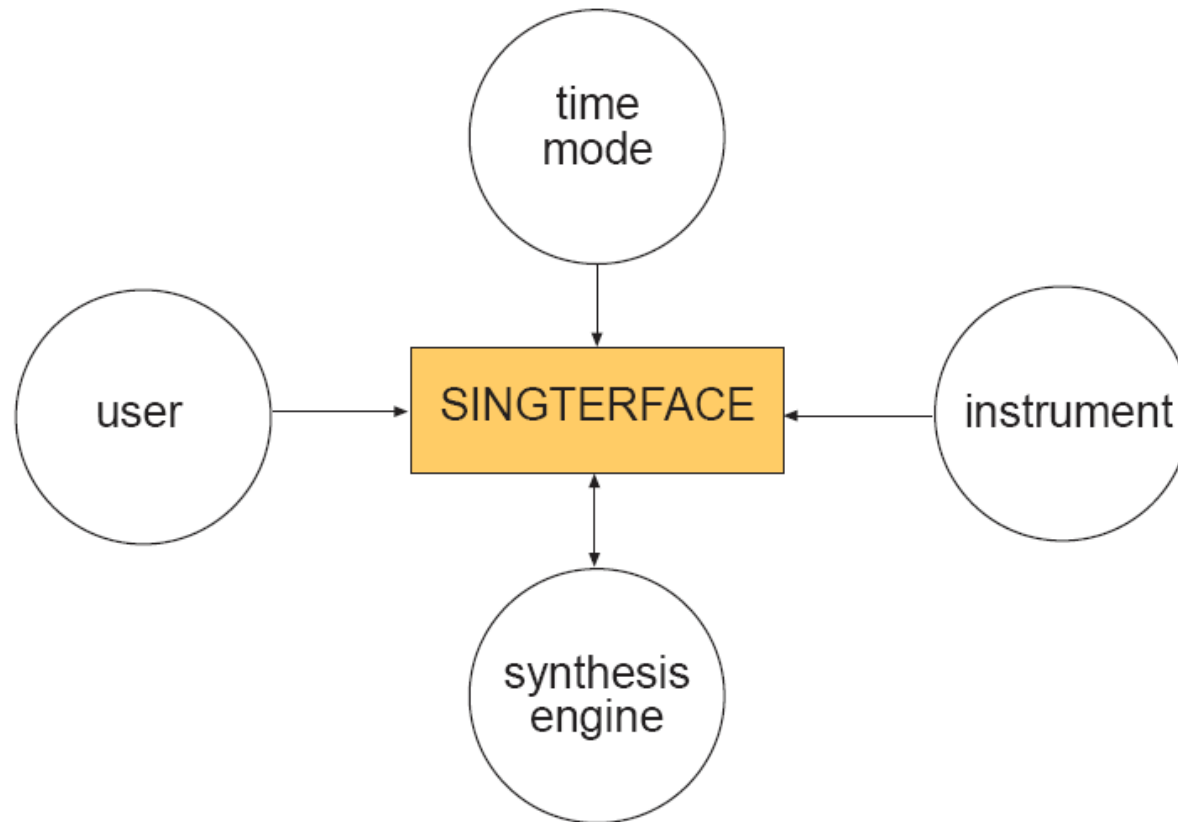 time
mode
user
SINGTERFACE
instrument
synthesis
engine